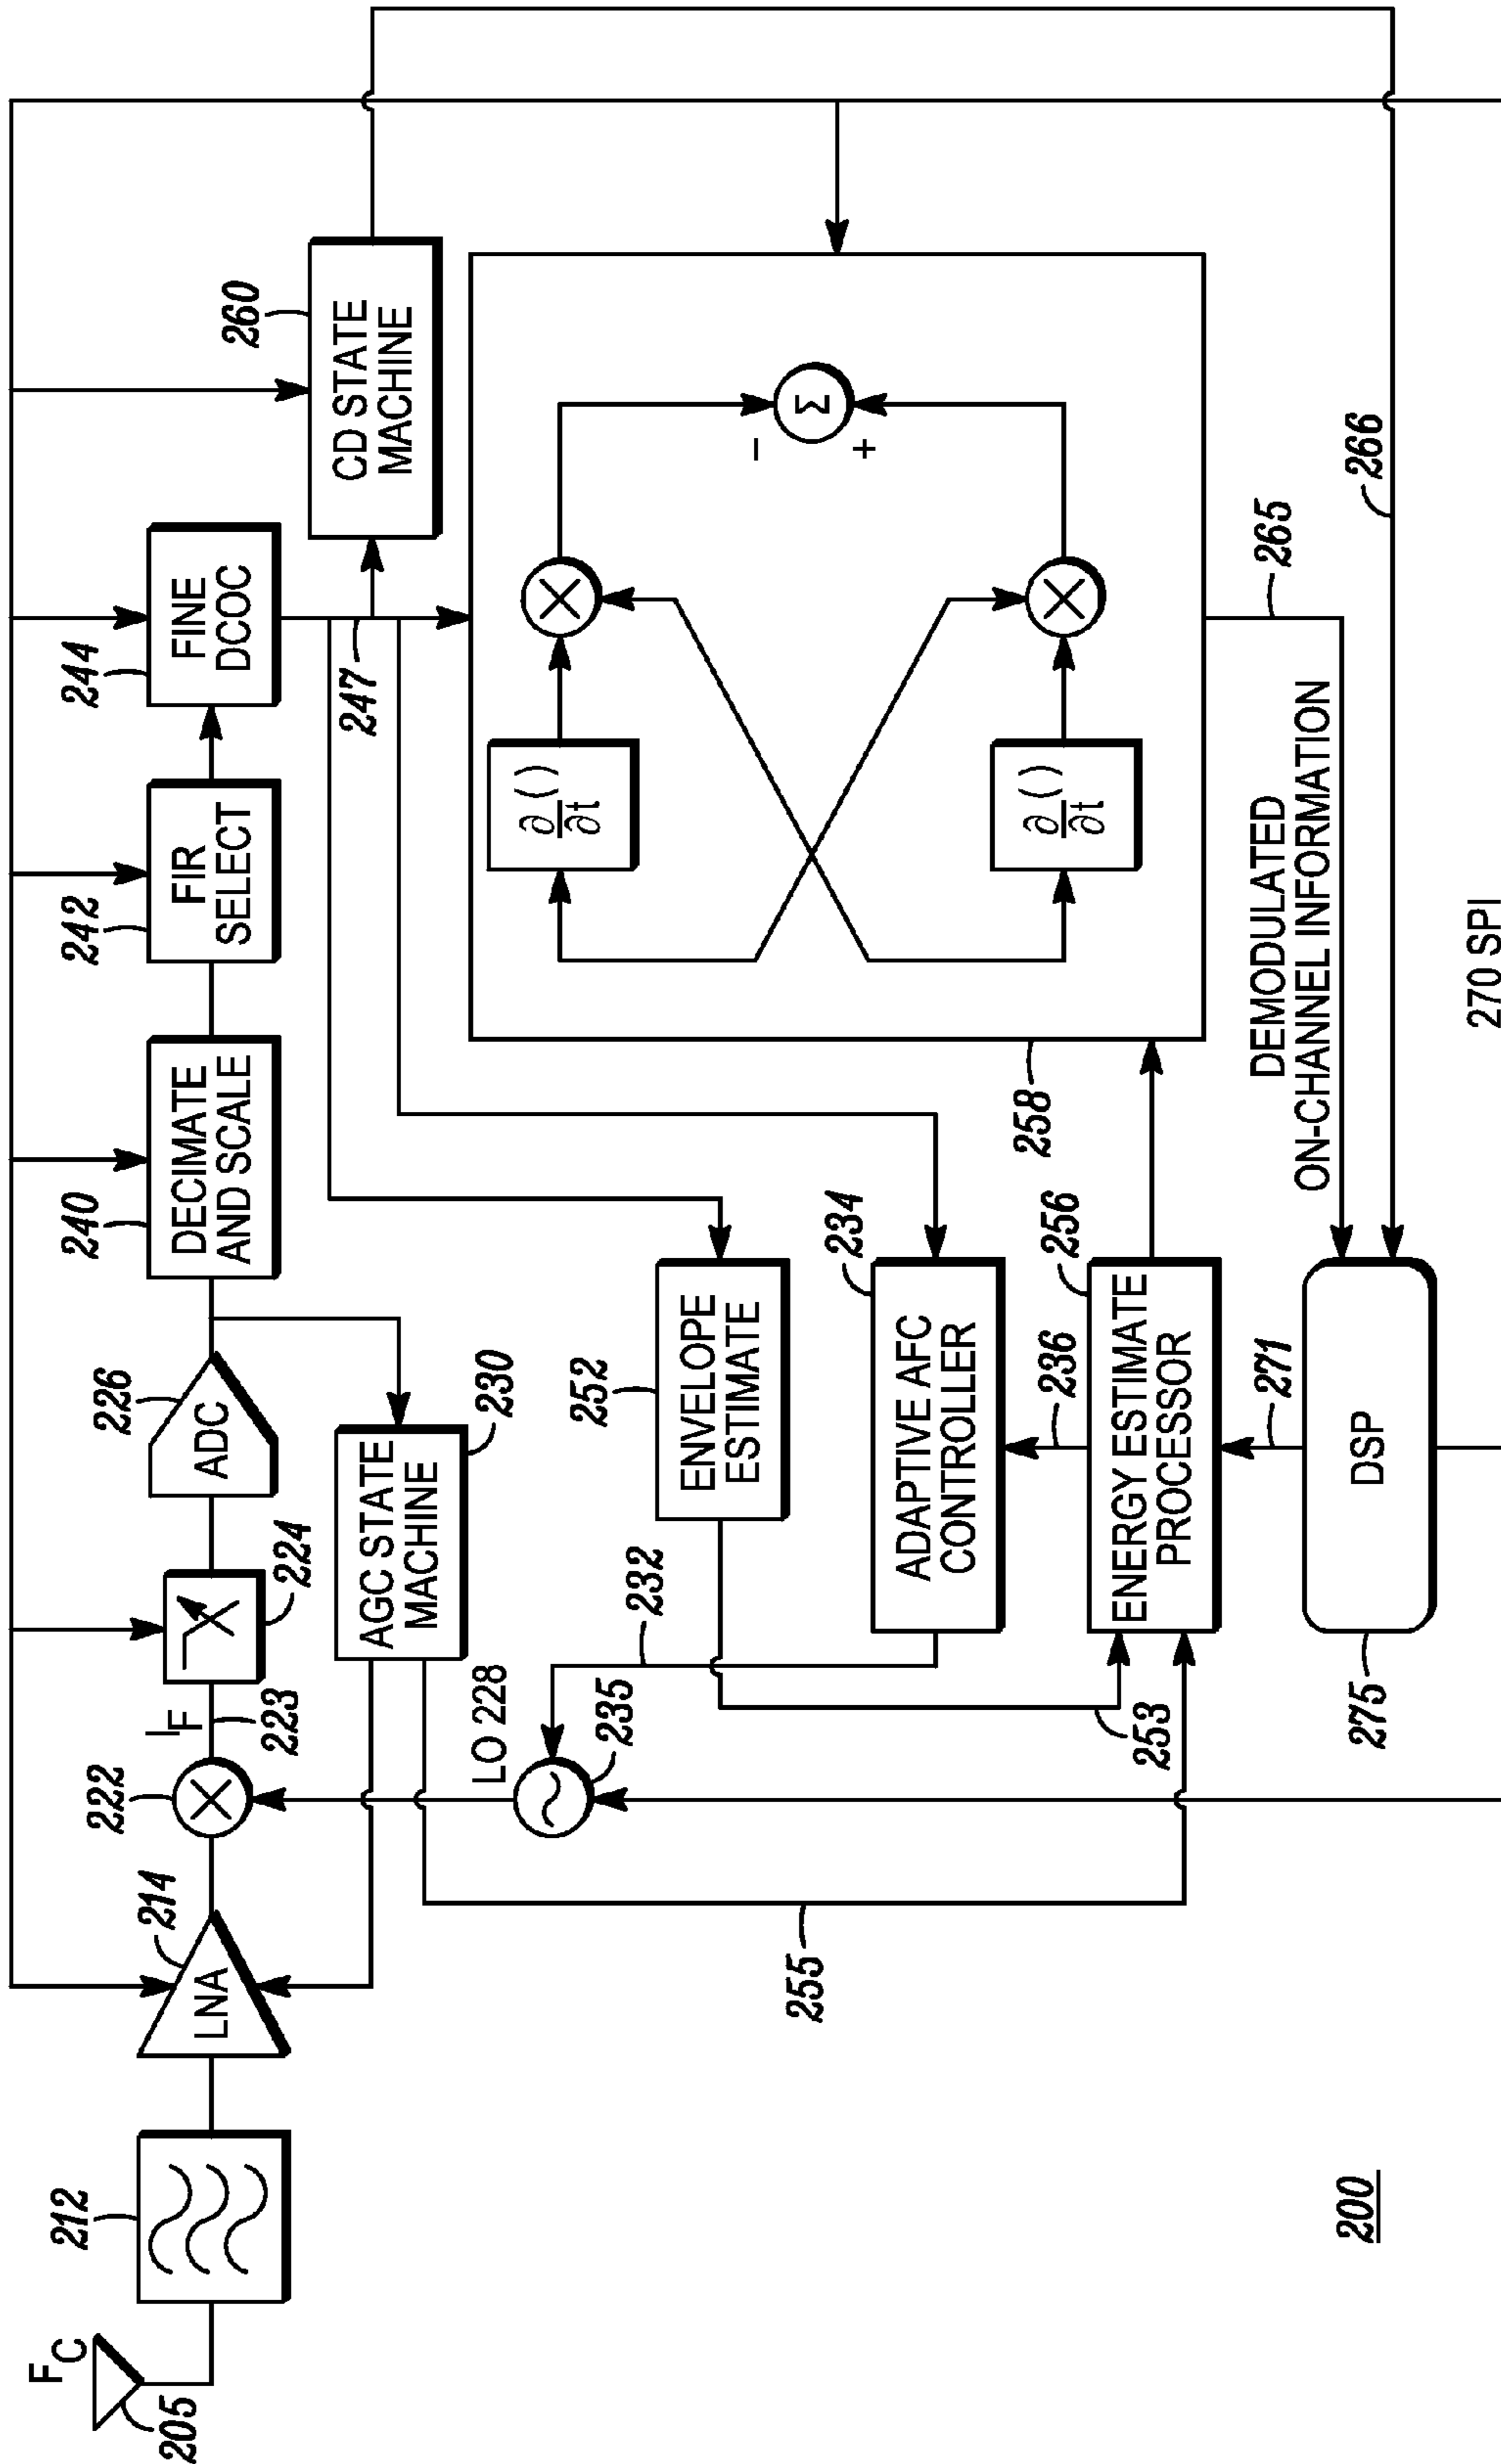 F_C
205
212
LNA
214
222
I_F
223
224
ADC
226
DECIMATE
AND SCALE
240
FIR
SELECT
242
FINE
DCOC
244
247
CD STATE
MACHINE
260
AGC STATE
MACHINE
230
LO 228
235
232
ENVELOPE
ESTIMATE
252
253
255
ADAPTIVE AFC
CONTROLLER
234
236
ENERGY ESTIMATE
PROCESSOR
256
271
DSP
275
∂()
∂t
∂()
∂t
Σ
-
+
258
265
266
DEMODULATED
ON-CHANNEL INFORMATION
270 SPI
200